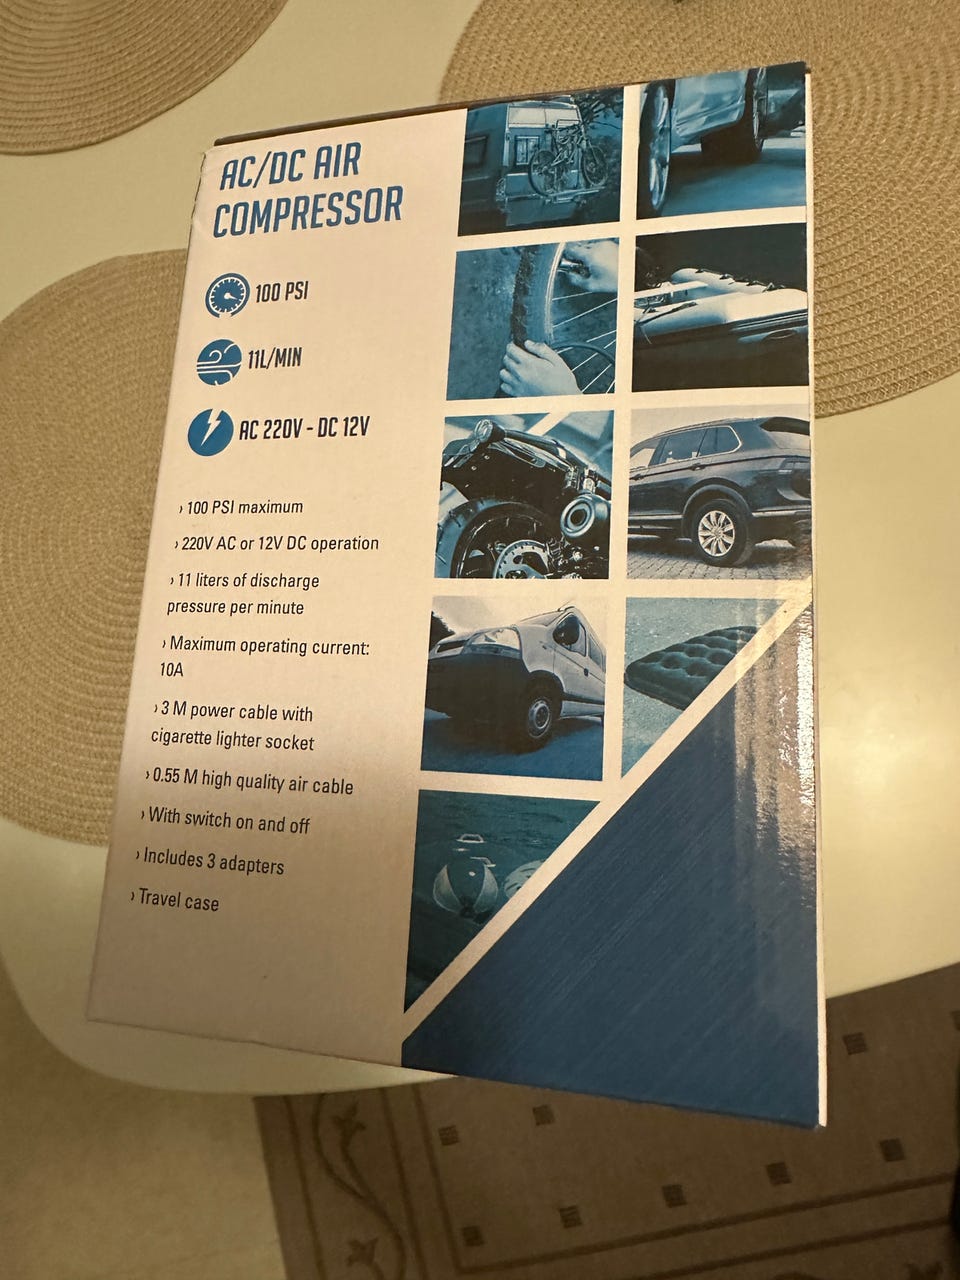 AC/DC AIR
COMPRESSOR
100 PSI
11L/MIN
AC 220V - DC 12V
› 100 PSI maximum
› 220V AC or 12V DC operation
› 11 liters of discharge
pressure per minute
› Maximum operating current:
10A
› 3 M power cable with
cigarette lighter socket
› 0.55 M high quality air cable
› With switch on and off
› Includes 3 adapters
› Travel case